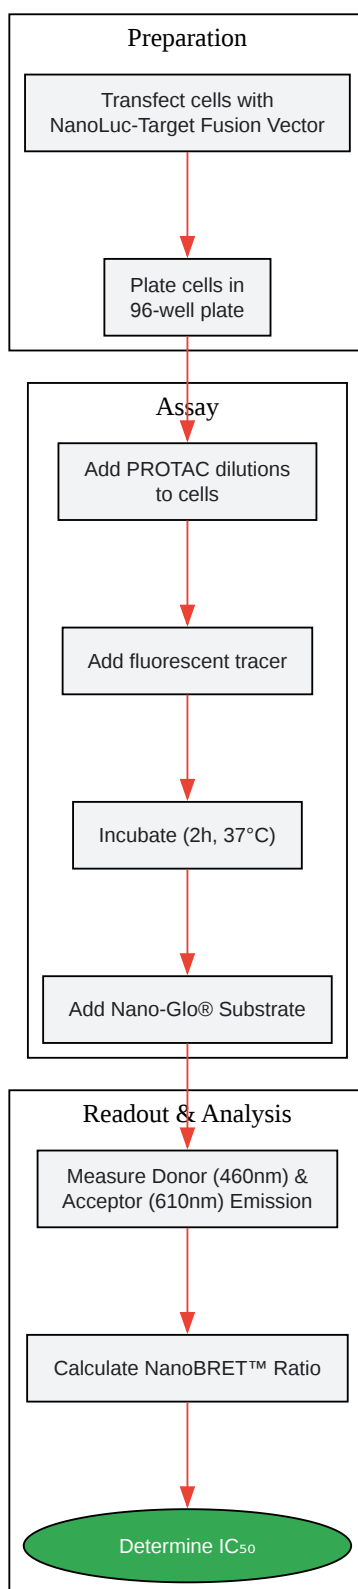 Preparation
Transfect cells with
NanoLuc-Target Fusion Vector
Plate cells in
96-well plate
Assay
Add PROTAC dilutions
to cells
Add fluorescent tracer
Incubate (2h, 37°C)
Add Nano-Glo® Substrate
Readout & Analysis
Measure Donor (460nm) &
Acceptor (610nm) Emission
Calculate NanoBRET™ Ratio
Determine IC₅₀